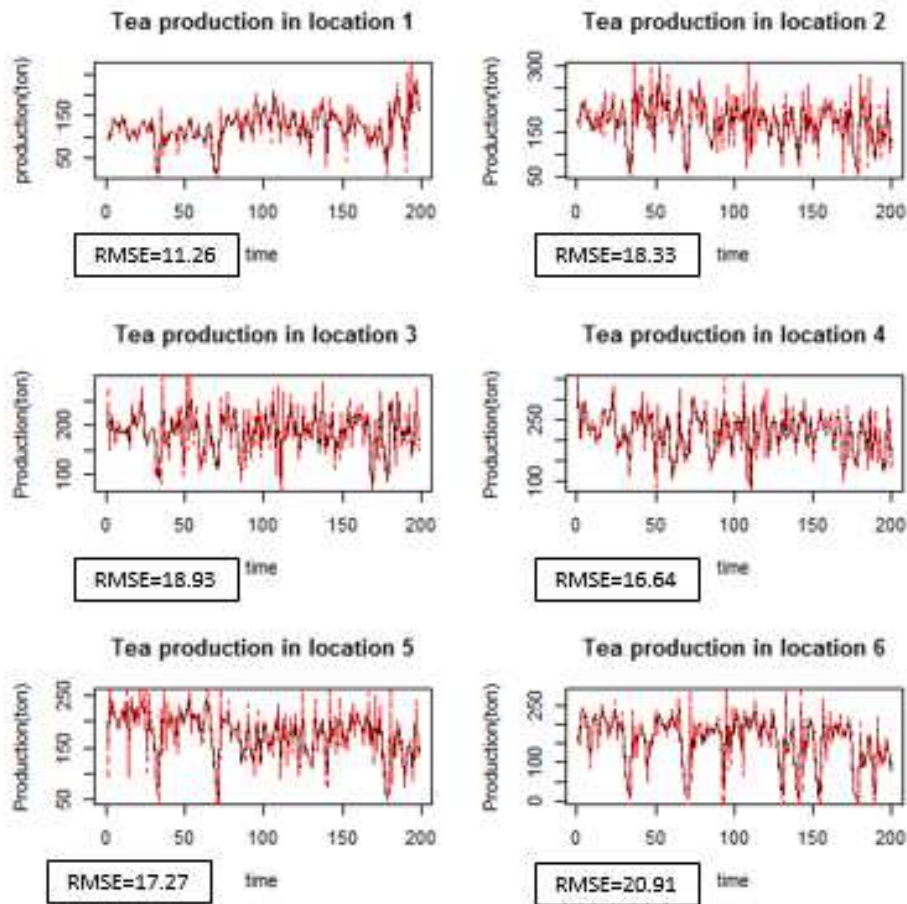 Tea production in location 1
production(ton)
150
50
0 50 100 150 200
RMSE=11.26 time
Tea production in location 2
Production(ton)
300
150
50
0 50 100 150 200
RMSE=18.33 time
Tea production in location 3
Production(ton)
200
100
0 50 100 150 200
RMSE=18.93 time
Tea production in location 4
Production(ton)
250
100
0 50 100 150 200
RMSE=16.64 time
Tea production in location 5
Production(ton)
250
150
50
0 50 100 150 200
RMSE=17.27 time
Tea production in location 6
Production(ton)
250
100
0
0 50 100 150 200
RMSE=20.91 time